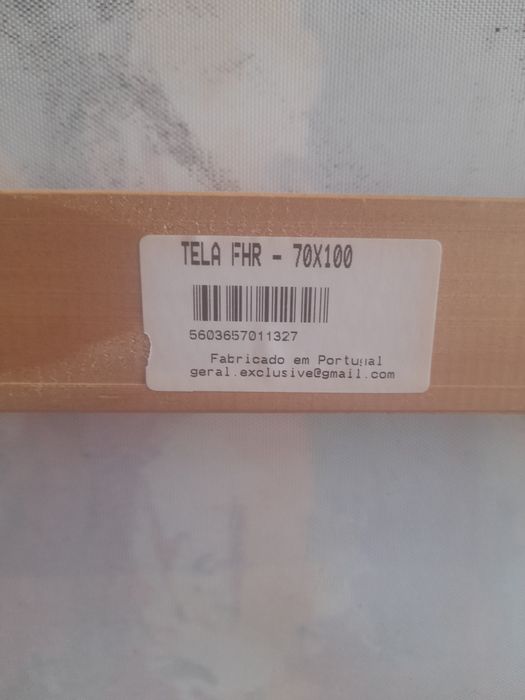 TELA FHR - 70X100
5603657011327
Fabricado em Portugal
geral.exclusive@gmail.com